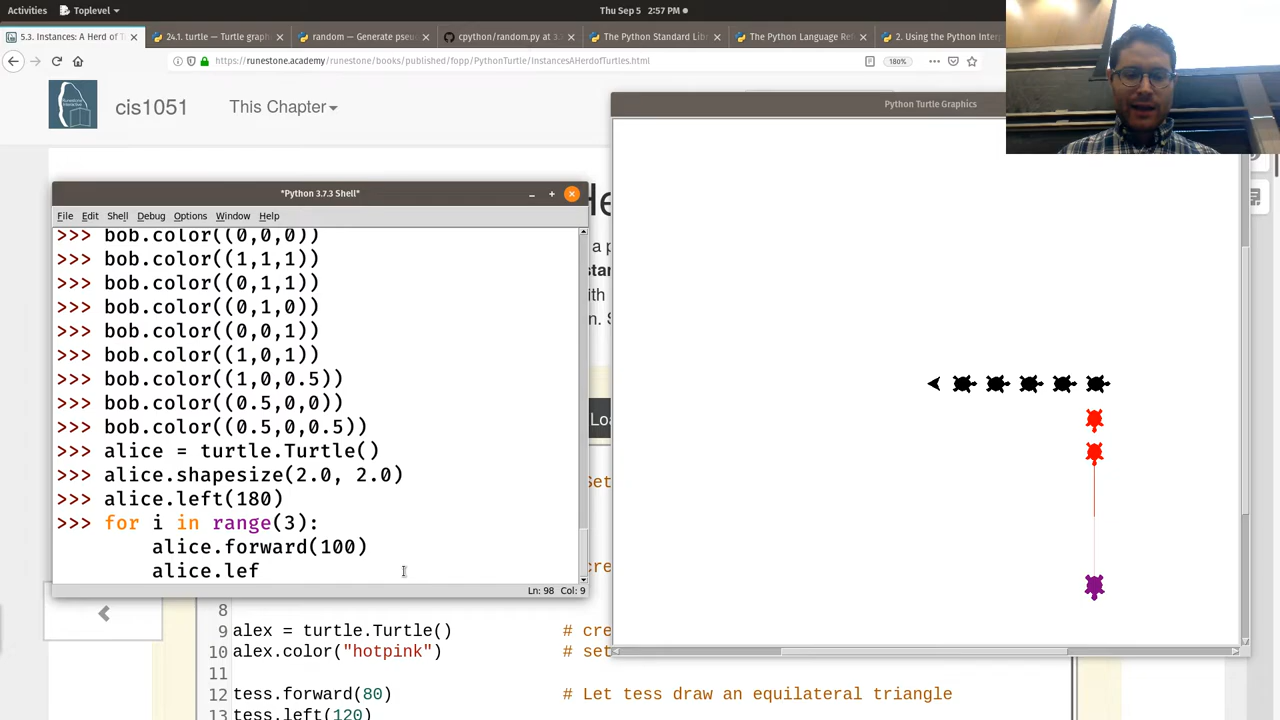 Activities
Toplevel
Thu Sep 5 2:57 PM
5.3. Instances: A Herd of T
24.1. turtle — Turtle graph
random — Generate pseu
cpython/random.py at 3.
The Python Standard Lib
The Python Language Re
2. Using the Python Inter
https://runestone.academy/runestone/books/published/fopp/PythonTurtle/InstancesAHerdofTurtles.html
180%
cis1051
This Chapter
Python Turtle Graphics
*Python 3.7.3 Shell*
File Edit Shell Debug Options Window Help
>>> bob.color((0,0,0))
>>> bob.color((1,1,1))
>>> bob.color((0,1,1))
>>> bob.color((0,1,0))
>>> bob.color((0,0,1))
>>> bob.color((1,0,1))
>>> bob.color((1,0,0.5))
>>> bob.color((0.5,0,0))
>>> bob.color((0.5,0,0.5))
>>> alice = turtle.Turtle()
>>> alice.shapesize(2.0, 2.0)
>>> alice.left(180)
>>> for i in range(3):
alice.forward(100)
alice.lef
Ln: 98 Col: 9
8
9 alex = turtle.Turtle() # cre
10 alex.color("hotpink") # set
11
12 tess.forward(80) # Let tess draw an equilateral triangle
13 tess.left(120)